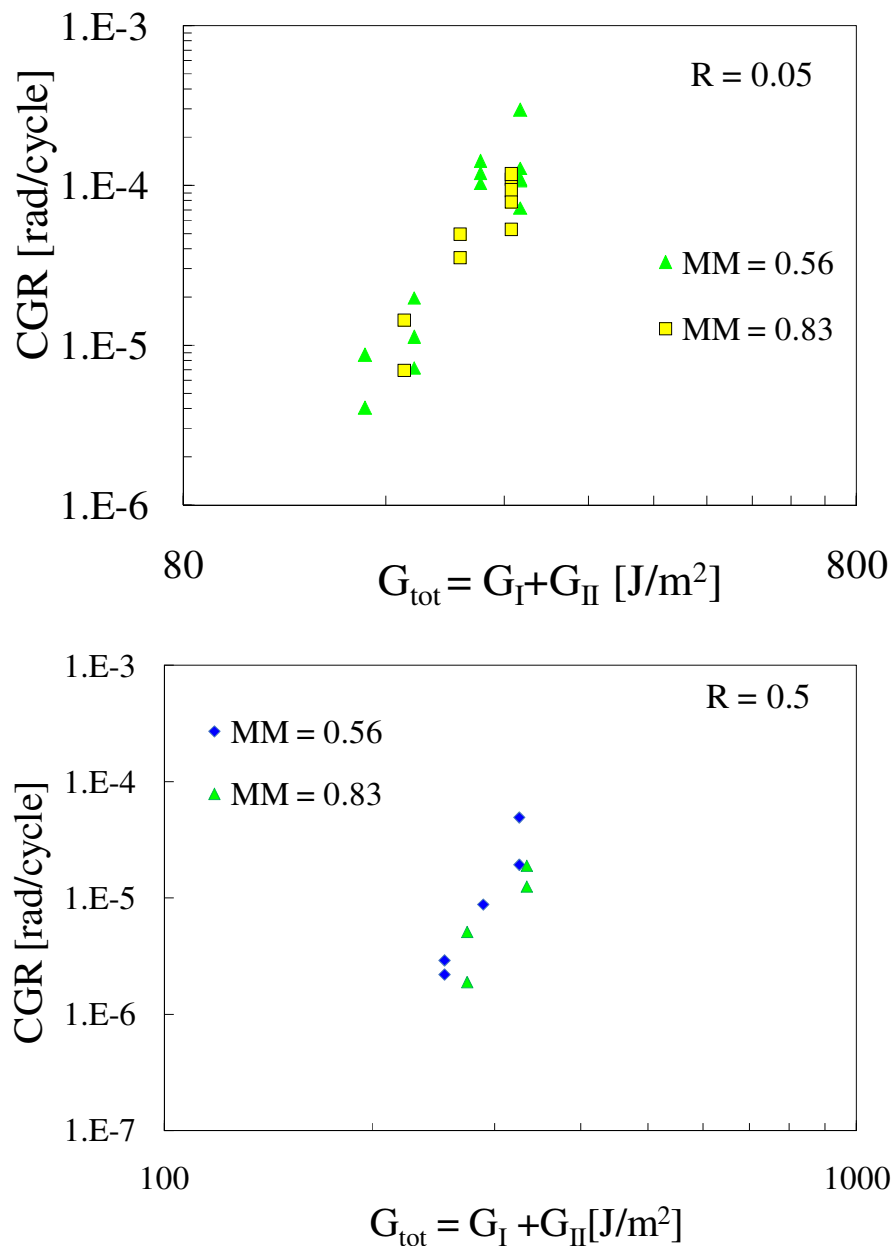 1.E-3
R = 0.05
1.E-4
CGR [rad/cycle]
MM = 0.56
MM = 0.83
1.E-5
1.E-6
80
800
G_tot = G_I+G_II [J/m²]
1.E-3
R = 0.5
MM = 0.56
1.E-4
MM = 0.83
CGR [rad/cycle]
1.E-5
1.E-6
1.E-7
100
1000
G_tot = G_I +G_II[J/m²]